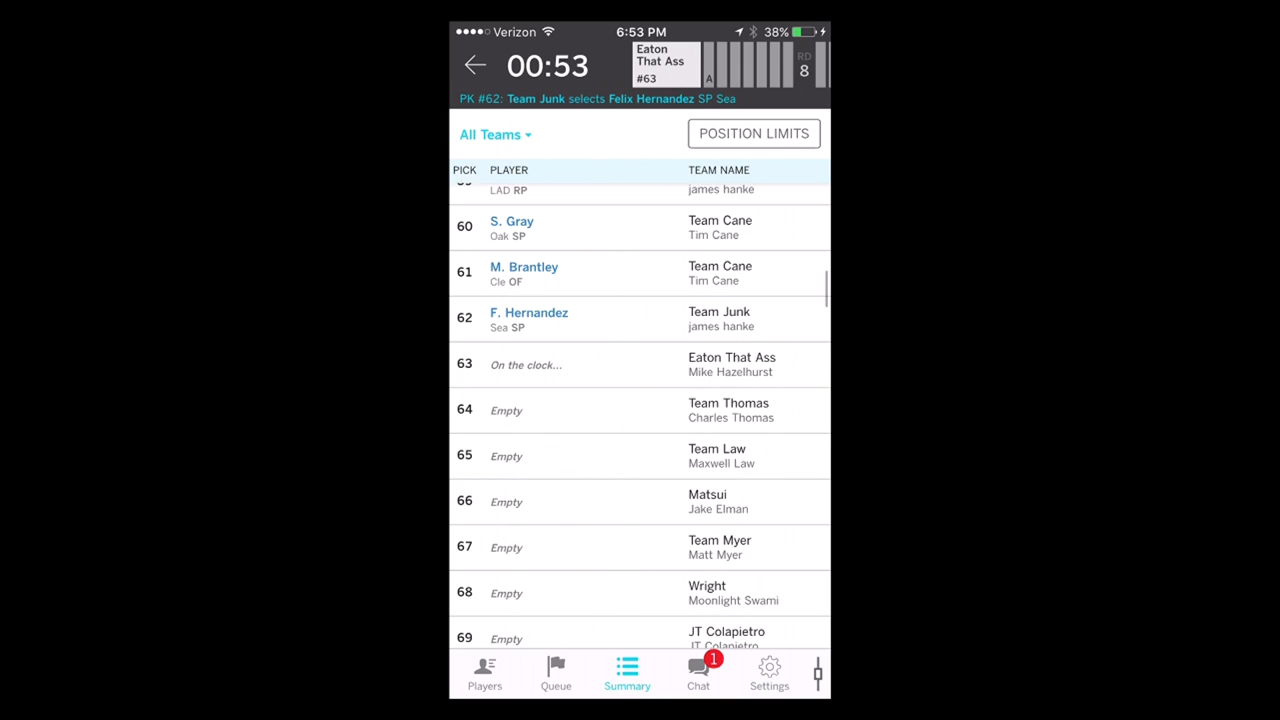 Verizon 6:53 PM 38%
00:53
Eaton
That Ass
#63
A
RD
8
PK #62: Team Junk selects Felix Hernandez SP Sea
All Teams
POSITION LIMITS
PICK PLAYER TEAM NAME
LAD RP james hanke
60 S. Gray Team Cane
Oak SP Tim Cane
61 M. Brantley Team Cane
Cle OF Tim Cane
62 F. Hernandez Team Junk
Sea SP james hanke
63 On the clock... Eaton That Ass
Mike Hazelhurst
64 Empty Team Thomas
Charles Thomas
65 Empty Team Law
Maxwell Law
66 Empty Matsui
Jake Elman
67 Empty Team Myer
Matt Myer
68 Empty Wright
Moonlight Swami
69 Empty JT Colapietro
JT Colapietro
1
Players Queue Summary Chat Settings